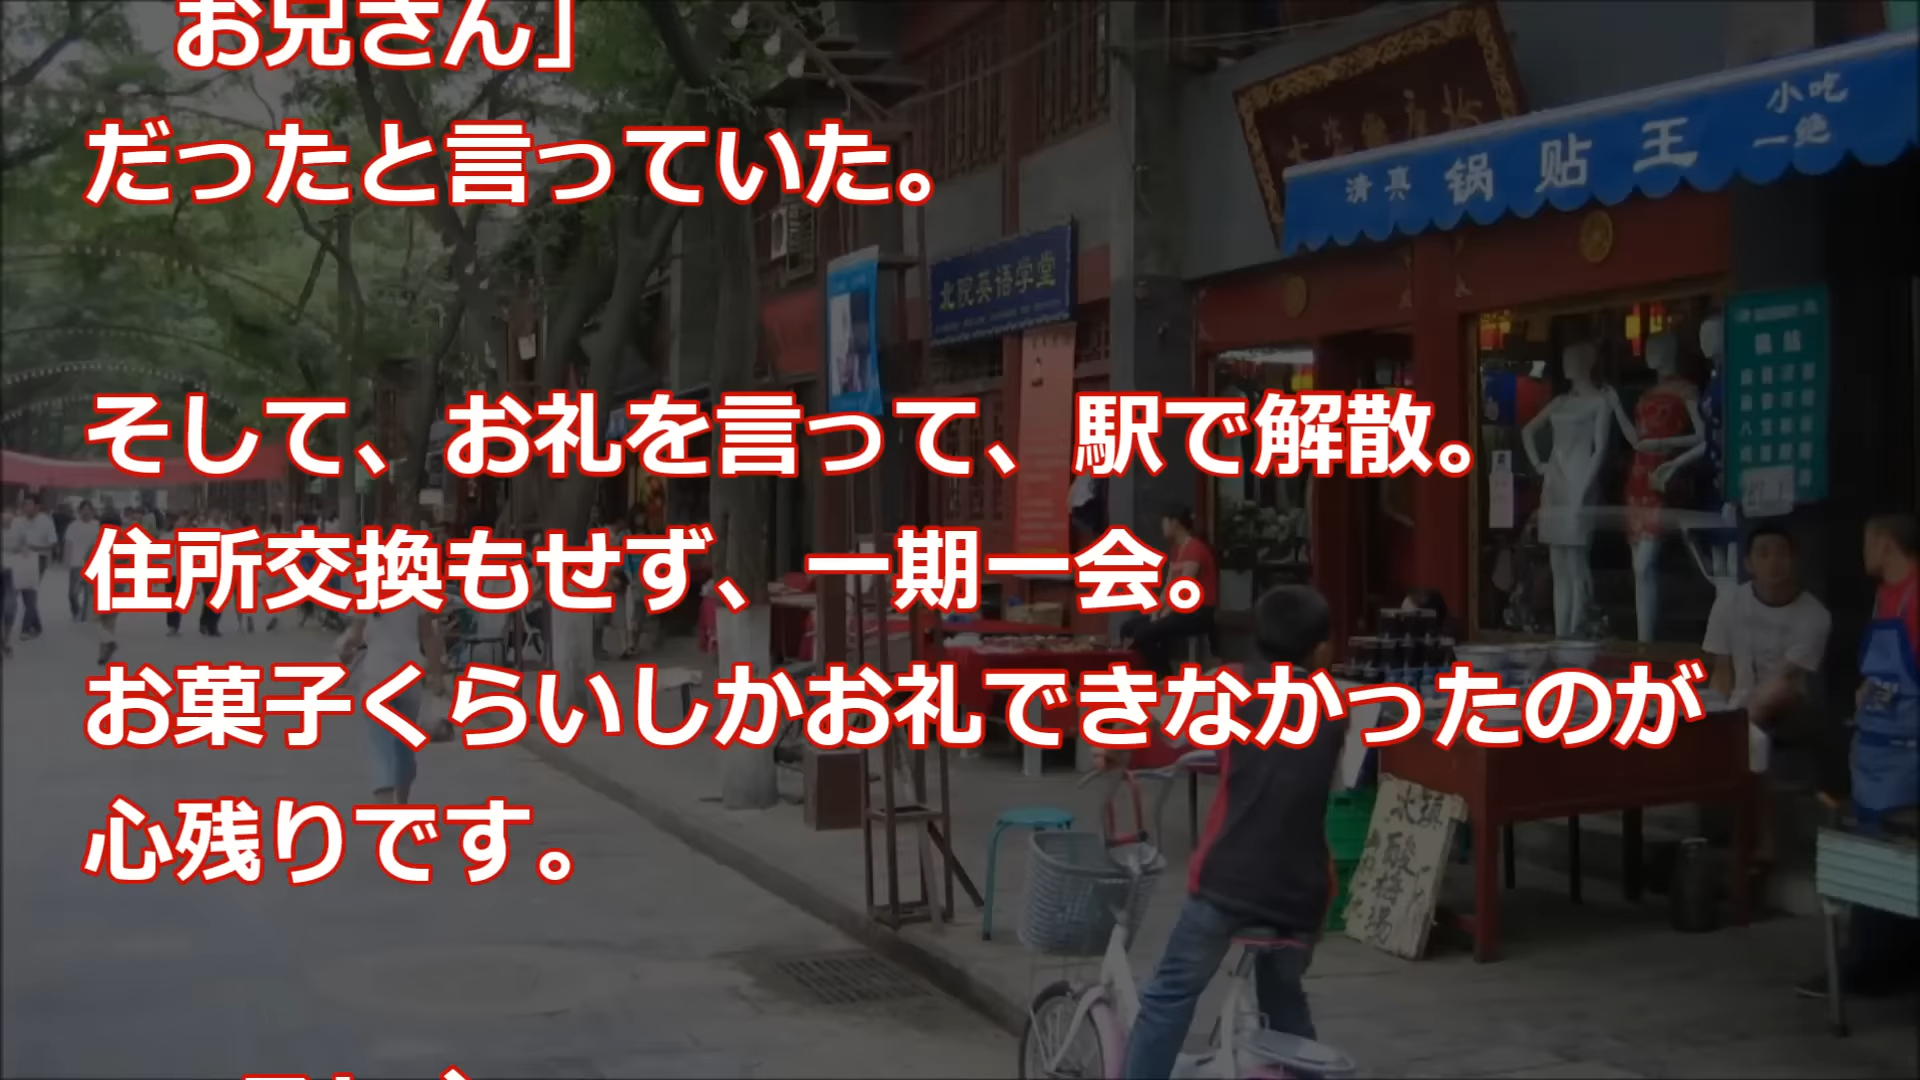 お兄さん」
だったと言っていた。
そして、お礼を言って、駅で解散。
住所交換もせず、一期一会。
お菓子くらいしかお礼できなかったのが
心残りです。
小吃
一绝
清真 锅贴王
北院英语学堂
酸梅汤